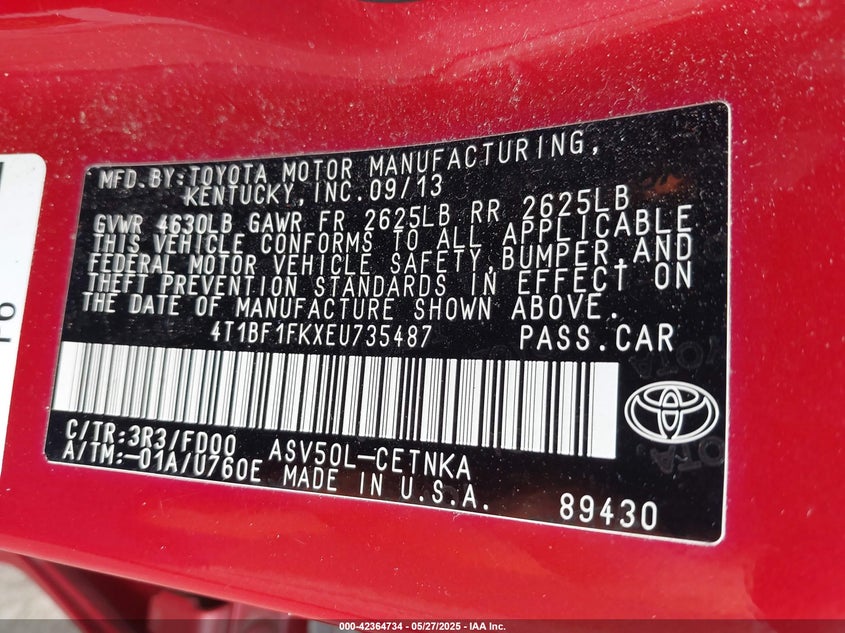 MFD.BY:TOYOTA MOTOR MANUFACTURING,
KENTUCKY,INC.09/13
GVWR 4630LB GAWR FR 2625LB RR 2625LB
THIS VEHICLE CONFORMS TO ALL APPLICABLE
FEDERAL MOTOR VEHICLE SAFETY,BUMPER,AND
THEFT PREVENTION STANDARDS IN EFFECT ON
THE DATE OF MANUFACTURE SHOWN ABOVE.
4T1BF1FKXEU735487 PASS.CAR
C/TR:3R3/FD00 ASV50L-CETNKA
A/TM:-01A/U760E MADE IN U.S.A.
89430
000-42364734 - 05/27/2025 - IAA Inc.